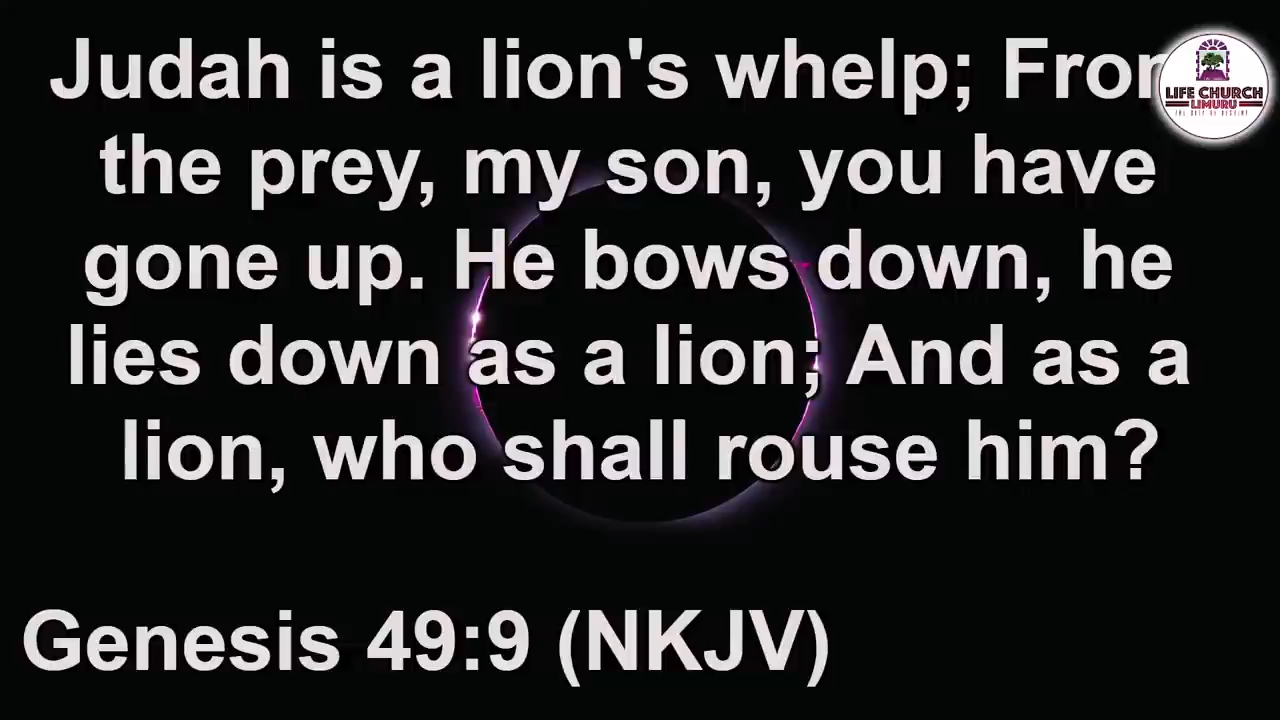 Judah is a lion's whelp; From
the prey, my son, you have
gone up. He bows down, he
lies down as a lion; And as a
lion, who shall rouse him?
Genesis 49:9 (NKJV)
LIFE CHURCH
LIMURU